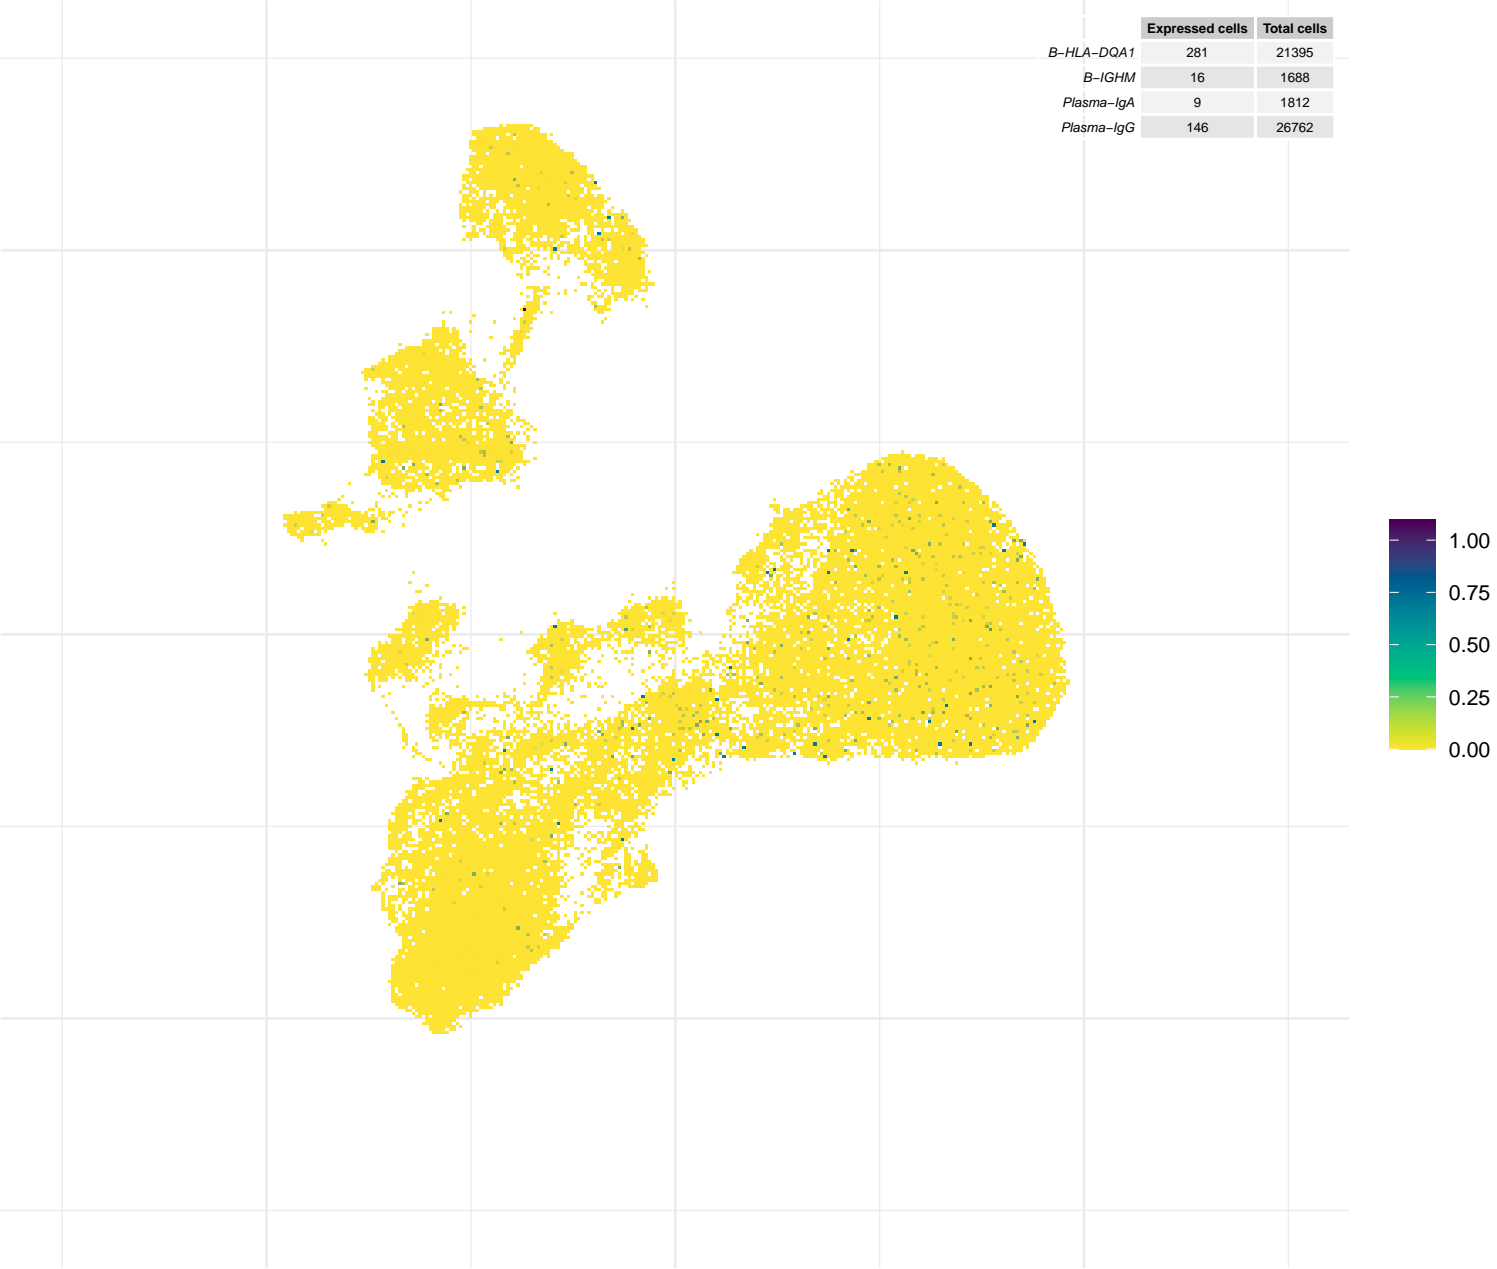 Expressed cells Total cells
B−HLA−DQA1 281 21395
B−IGHM 16 1688
Plasma−IgA 9 1812
Plasma−IgG 146 26762
1.00
0.75
0.50
0.25
0.00